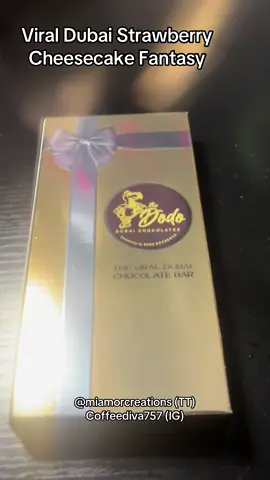 Viral Dubai Strawberry
Cheesecake Fantasy
Dodo
DUBAI CHOCOLATES
THE VIRAL DUBAI
CHOCOLATE BAR
@miamorcreations (TT)
Coffeediva757 (IG)